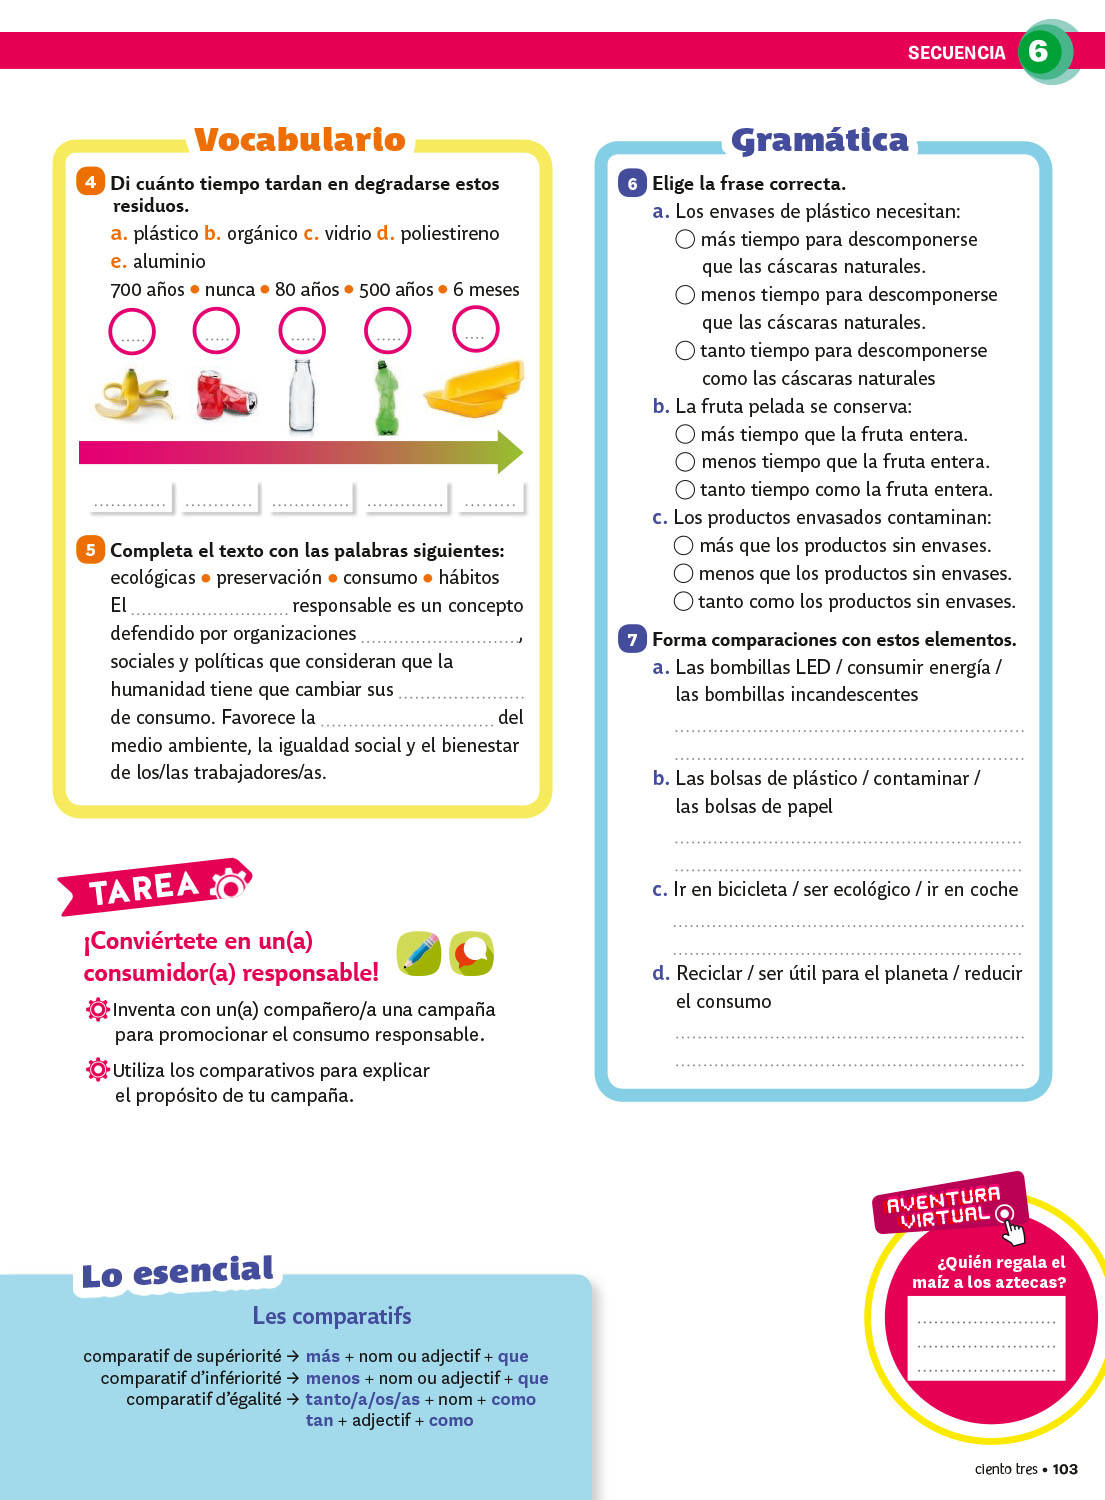 SECUENCIA 6
Vocabulario
4 Di cuánto tiempo tardan en degradarse estos
residuos.
a. plástico b. orgánico c. vidrio d. poliestireno
e. aluminio
700 años • nunca • 80 años • 500 años • 6 meses
..... ..... ..... ..... ....
............. ............ .............. .............. .........
5 Completa el texto con las palabras siguientes:
ecológicas • preservación • consumo • hábitos
El ............................ responsable es un concepto
defendido por organizaciones ............................,
sociales y políticas que consideran que la
humanidad tiene que cambiar sus .......................
de consumo. Favorece la ............................... del
medio ambiente, la igualdad social y el bienestar
de los/las trabajadores/as.
TAREA
¡Conviértete en un(a)
consumidor(a) responsable!
Inventa con un(a) compañero/a una campaña
para promocionar el consumo responsable.
Utiliza los comparativos para explicar
el propósito de tu campaña.
Gramática
6 Elige la frase correcta.
a. Los envases de plástico necesitan:
más tiempo para descomponerse
que las cáscaras naturales.
menos tiempo para descomponerse
que las cáscaras naturales.
tanto tiempo para descomponerse
como las cáscaras naturales
b. La fruta pelada se conserva:
más tiempo que la fruta entera.
menos tiempo que la fruta entera.
tanto tiempo como la fruta entera.
c. Los productos envasados contaminan:
más que los productos sin envases.
menos que los productos sin envases.
tanto como los productos sin envases.
7 Forma comparaciones con estos elementos.
a. Las bombillas LED / consumir energía /
las bombillas incandescentes
...............................................................
...............................................................
b. Las bolsas de plástico / contaminar /
las bolsas de papel
...............................................................
...............................................................
c. Ir en bicicleta / ser ecológico / ir en coche
...............................................................
...............................................................
d. Reciclar / ser útil para el planeta / reducir
el consumo
...............................................................
...............................................................
Lo esencial
Les comparatifs
comparatif de supériorité → más + nom ou adjectif + que
comparatif d'infériorité → menos + nom ou adjectif + que
comparatif d'égalité → tanto/a/os/as + nom + como
tan + adjectif + como
AVENTURA
VIRTUAL
¿Quién regala el
maíz a los aztecas?
.........................
.........................
.........................
ciento tres • 103